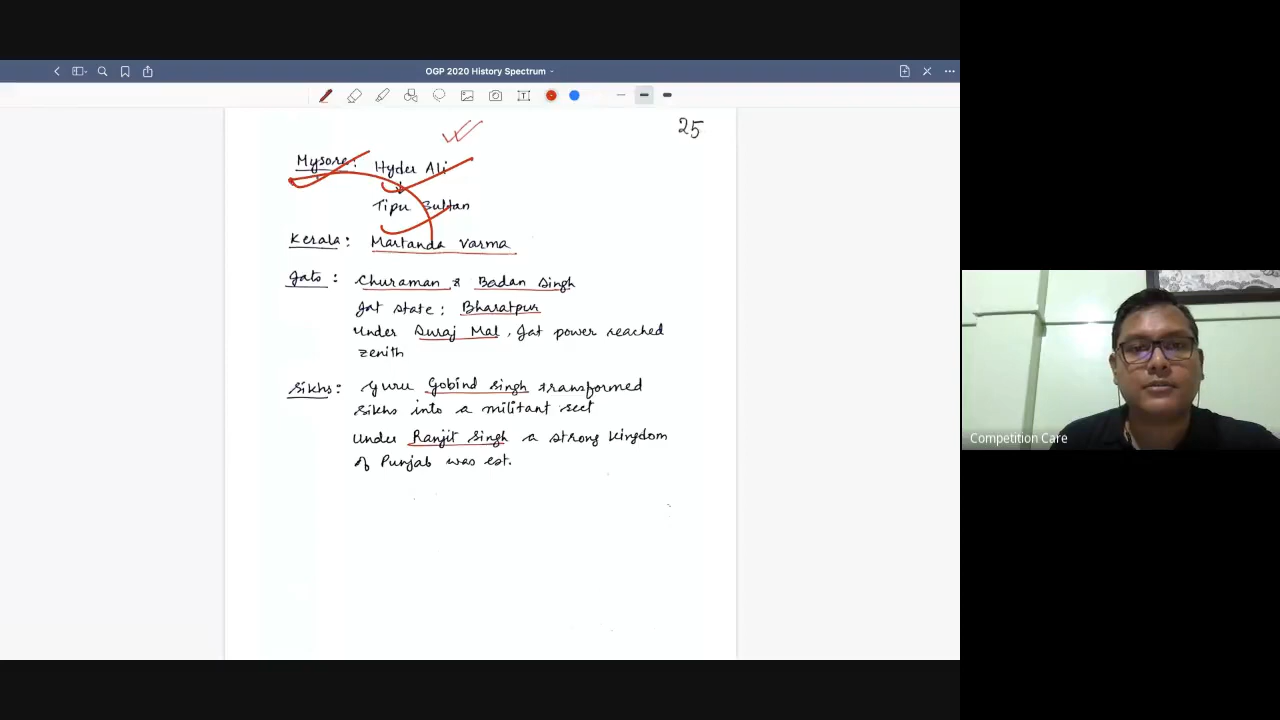 OGP 2020 History Spectrum
25
Mysore: Hyder Ali
↓
Tipu Sultan
Kerala: Martanda Varma
Jats: Churaman & Badan Singh
Jat state: Bharatpur
Under Suraj Mal, Jat power reached
zenith
Sikhs: Guru Gobind Singh transformed
Sikhs into a militant sect
Under Ranjit Singh a strong kingdom
of Punjab was est.
Competition Care